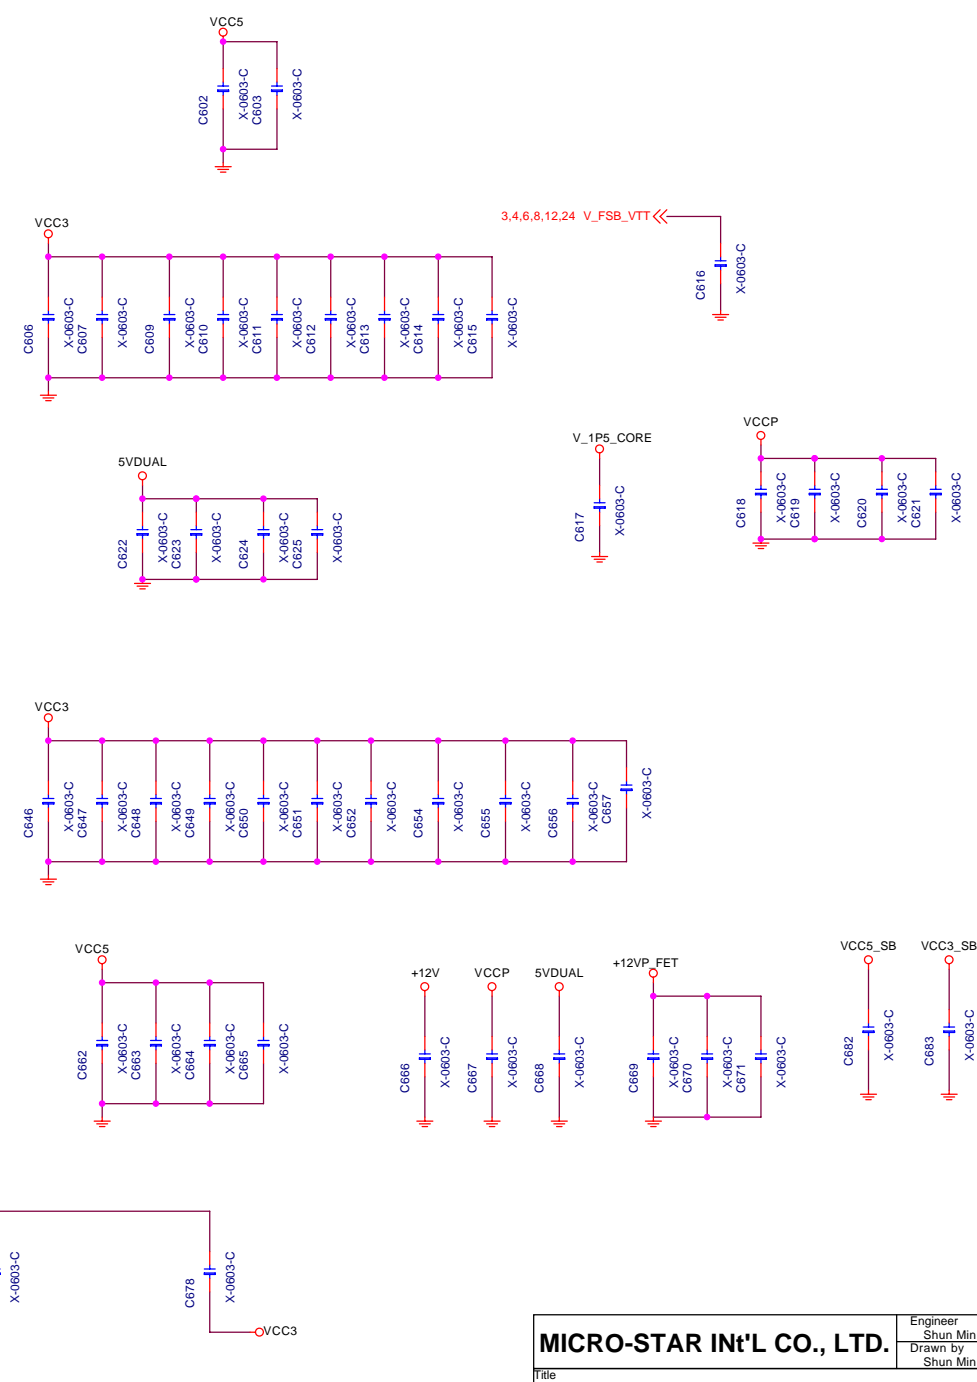 VCC5
C602
X-0603-C
C603
X-0603-C
VCC3
3,4,6,8,12,24 V_FSB_VTT
C606
X-0603-C
C607
X-0603-C
C609
X-0603-C
C610
X-0603-C
C611
X-0603-C
C612
X-0603-C
C613
X-0603-C
C614
X-0603-C
C615
X-0603-C
C616
X-0603-C
5VDUAL
C622
X-0603-C
C623
X-0603-C
C624
X-0603-C
C625
X-0603-C
V_1P5_CORE
C617
X-0603-C
VCCP
C618
X-0603-C
C619
X-0603-C
C620
X-0603-C
C621
X-0603-C
VCC3
C646
X-0603-C
C647
X-0603-C
C648
X-0603-C
C649
X-0603-C
C650
X-0603-C
C651
X-0603-C
C652
X-0603-C
C654
X-0603-C
C655
X-0603-C
C656
X-0603-C
C657
X-0603-C
VCC5
C662
X-0603-C
C663
X-0603-C
C664
X-0603-C
C665
X-0603-C
+12V
C666
X-0603-C
VCCP
C667
X-0603-C
5VDUAL
C668
X-0603-C
+12VP_FET
C669
X-0603-C
C670
X-0603-C
C671
X-0603-C
VCC5_SB
C682
X-0603-C
VCC3_SB
C683
X-0603-C
X-0603-C
C678
X-0603-C
VCC3
MICRO-STAR INt'L CO., LTD.
Engineer
Shun Min
Drawn by
Shun Min
Title